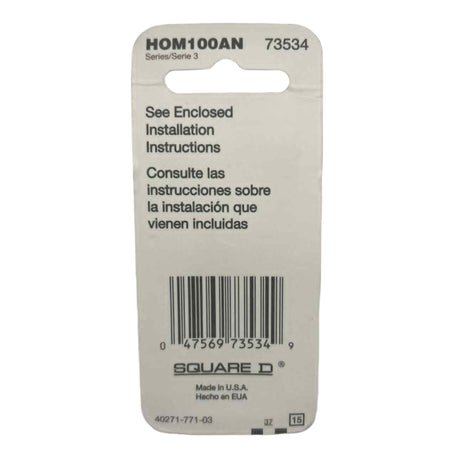 HOM100AN 73534
Series/Serie 3
See Enclosed
Installation
Instructions
Consulte las
instrucciones sobre
la instalación que
vienen incluidas
0 47569 73534 9
SQUARE D ®
Made in U.S.A.
Hecho en EUA
40271-771-03 37 15